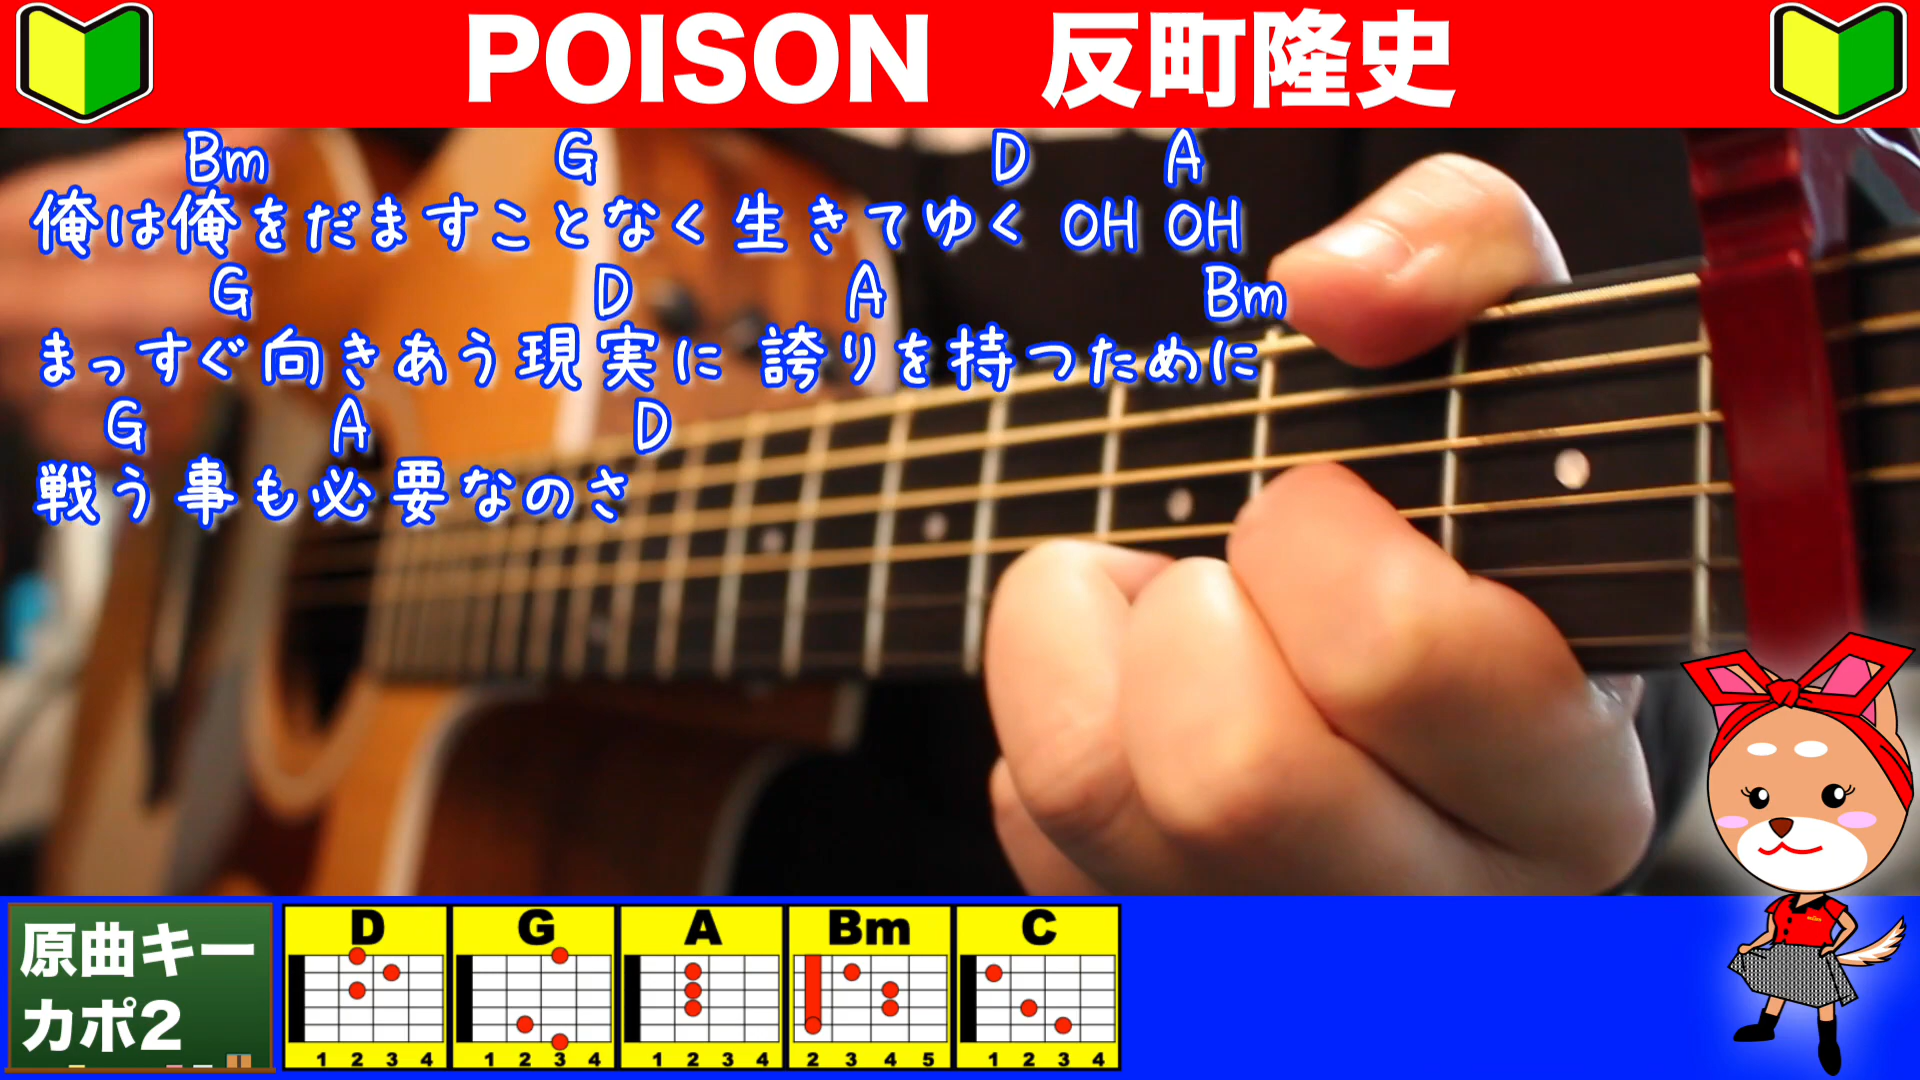 POISON 反町隆史
Bm G D A
俺は俺をだますことなく生きてゆく OH OH
G D A Bm
まっすぐ向きあう現実に 誇りを持つために
G A D
戦う事も必要なのさ
原曲キー
カポ2
D G A Bm C
1 2 3 4 1 2 3 4 1 2 3 4 2 3 4 5 1 2 3 4